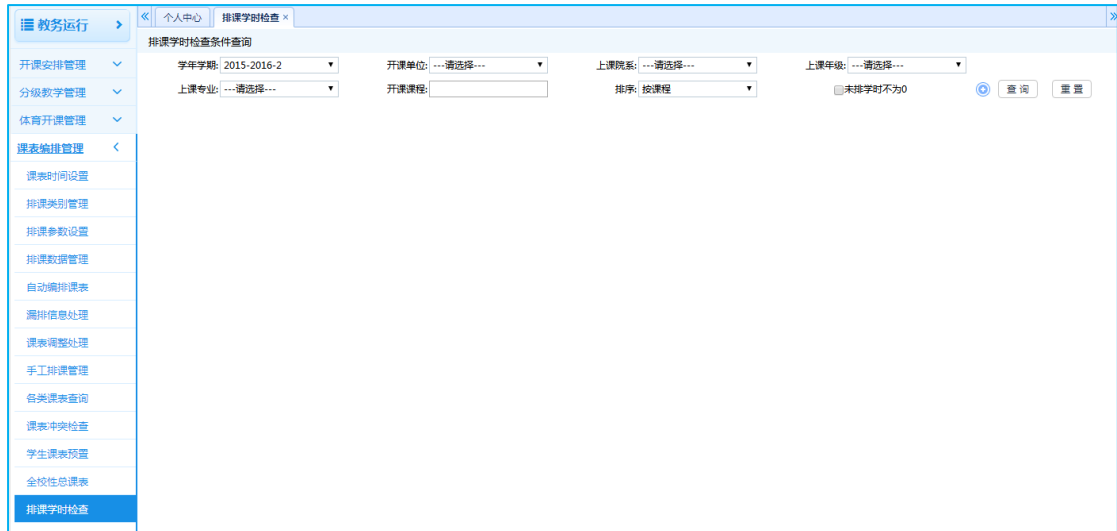 教务运行
个人中心 排课学时检查
排课学时检查条件查询
学年学期: 2015-2016-2 开课单位: ---请选择--- 上课院系: ---请选择--- 上课年级: ---请选择---
上课专业: ---请选择--- 开课课程: 排序: 按课程 未排学时不为0 查 询 重 置
开课安排管理
分级教学管理
体育开课管理
课表编排管理
课表时间设置
排课类别管理
排课参数设置
排课数据管理
自动编排课表
漏排信息处理
课表调整处理
手工排课管理
各类课表查询
课表冲突检查
学生课表预置
全校性总课表
排课学时检查